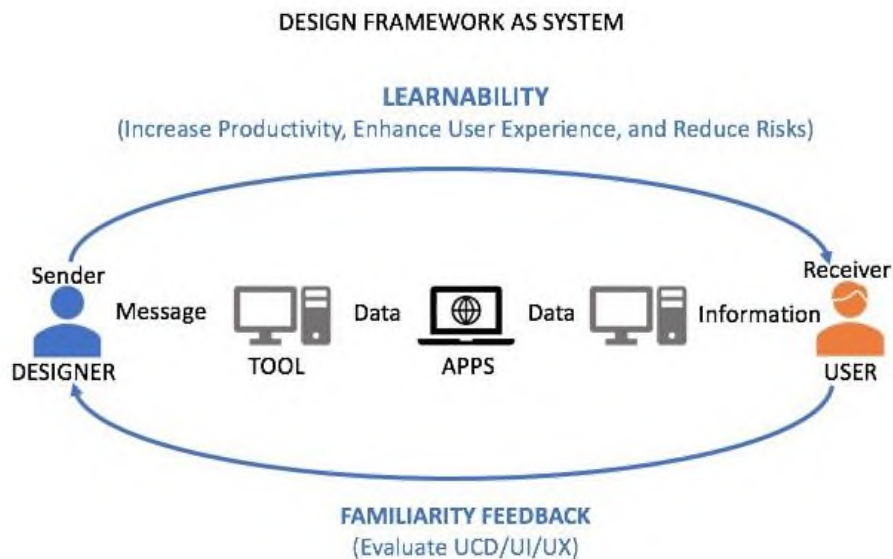 DESIGN FRAMEWORK AS SYSTEM
LEARNABILITY
(Increase Productivity, Enhance User Experience, and Reduce Risks)
Sender
Receiver
Message
Data
Data
Information
DESIGNER
TOOL
APPS
USER
FAMILIARITY FEEDBACK
(Evaluate UCD/UI/UX)